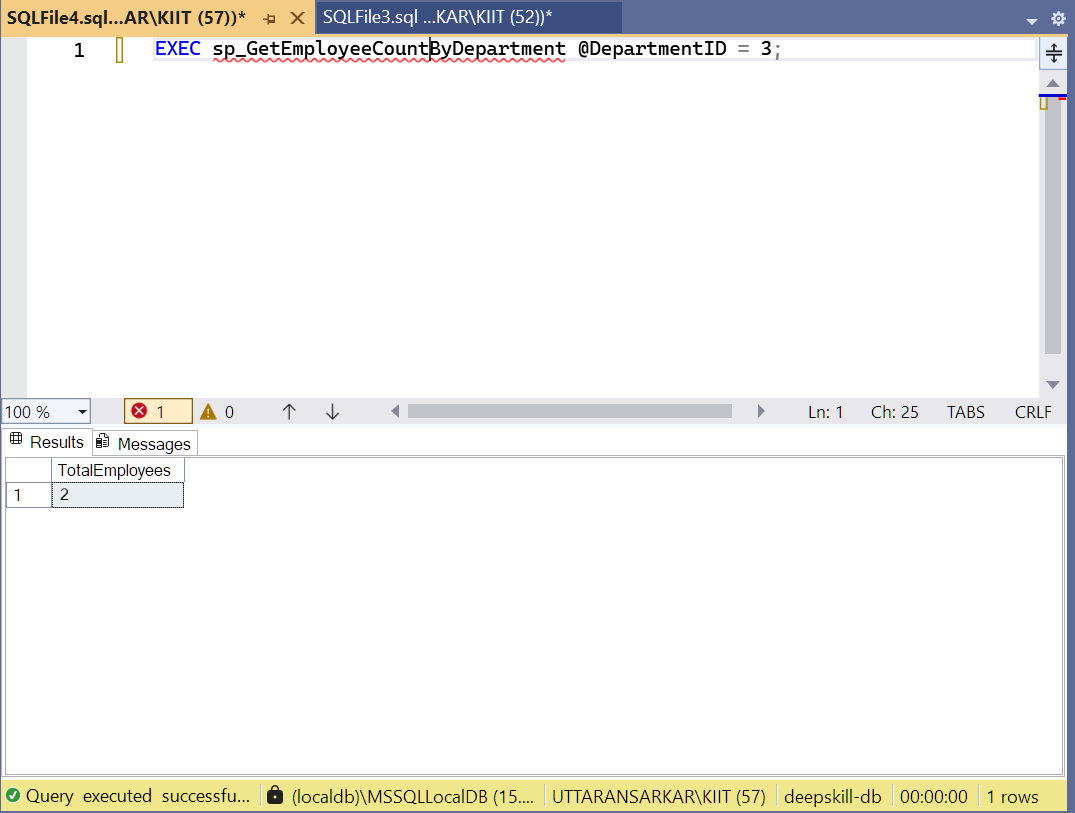 SQLFile4.sql...AR\KIIT (57))* SQLFile3.sql ...KAR\KIIT (52))*
1 EXEC sp_GetEmployeeCountByDepartment @DepartmentID = 3;
100 % 1 0 Ln: 1 Ch: 25 TABS CRLF
Results Messages
TotalEmployees
1 2
Query executed successfu... (localdb)\MSSQLLocalDB (15.... UTTARANSARKAR\KIIT (57) deepskill-db 00:00:00 1 rows